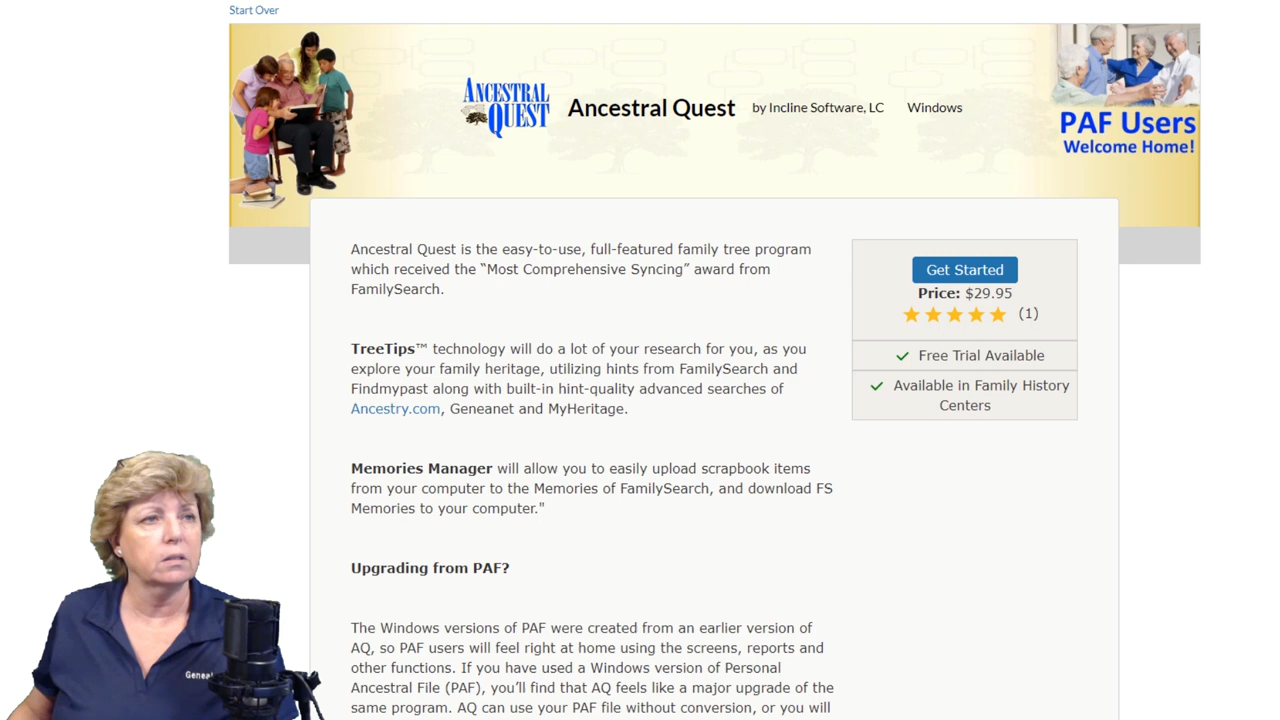 Start Over
ANCESTRAL
QUEST
Ancestral Quest by Incline Software, LC Windows
PAF Users
Welcome Home!
Ancestral Quest is the easy-to-use, full-featured family tree program
which received the “Most Comprehensive Syncing” award from
FamilySearch.
Get Started
Price: $29.95
(1)
Free Trial Available
Available in Family History
Centers
TreeTips™ technology will do a lot of your research for you, as you
explore your family heritage, utilizing hints from FamilySearch and
Findmypast along with built-in hint-quality advanced searches of
Ancestry.com, Geneanet and MyHeritage.
Memories Manager will allow you to easily upload scrapbook items
from your computer to the Memories of FamilySearch, and download FS
Memories to your computer."
Upgrading from PAF?
The Windows versions of PAF were created from an earlier version of
AQ, so PAF users will feel right at home using the screens, reports and
other functions. If you have used a Windows version of Personal
Ancestral File (PAF), you’ll find that AQ feels like a major upgrade of the
same program. AQ can use your PAF file without conversion, or you will